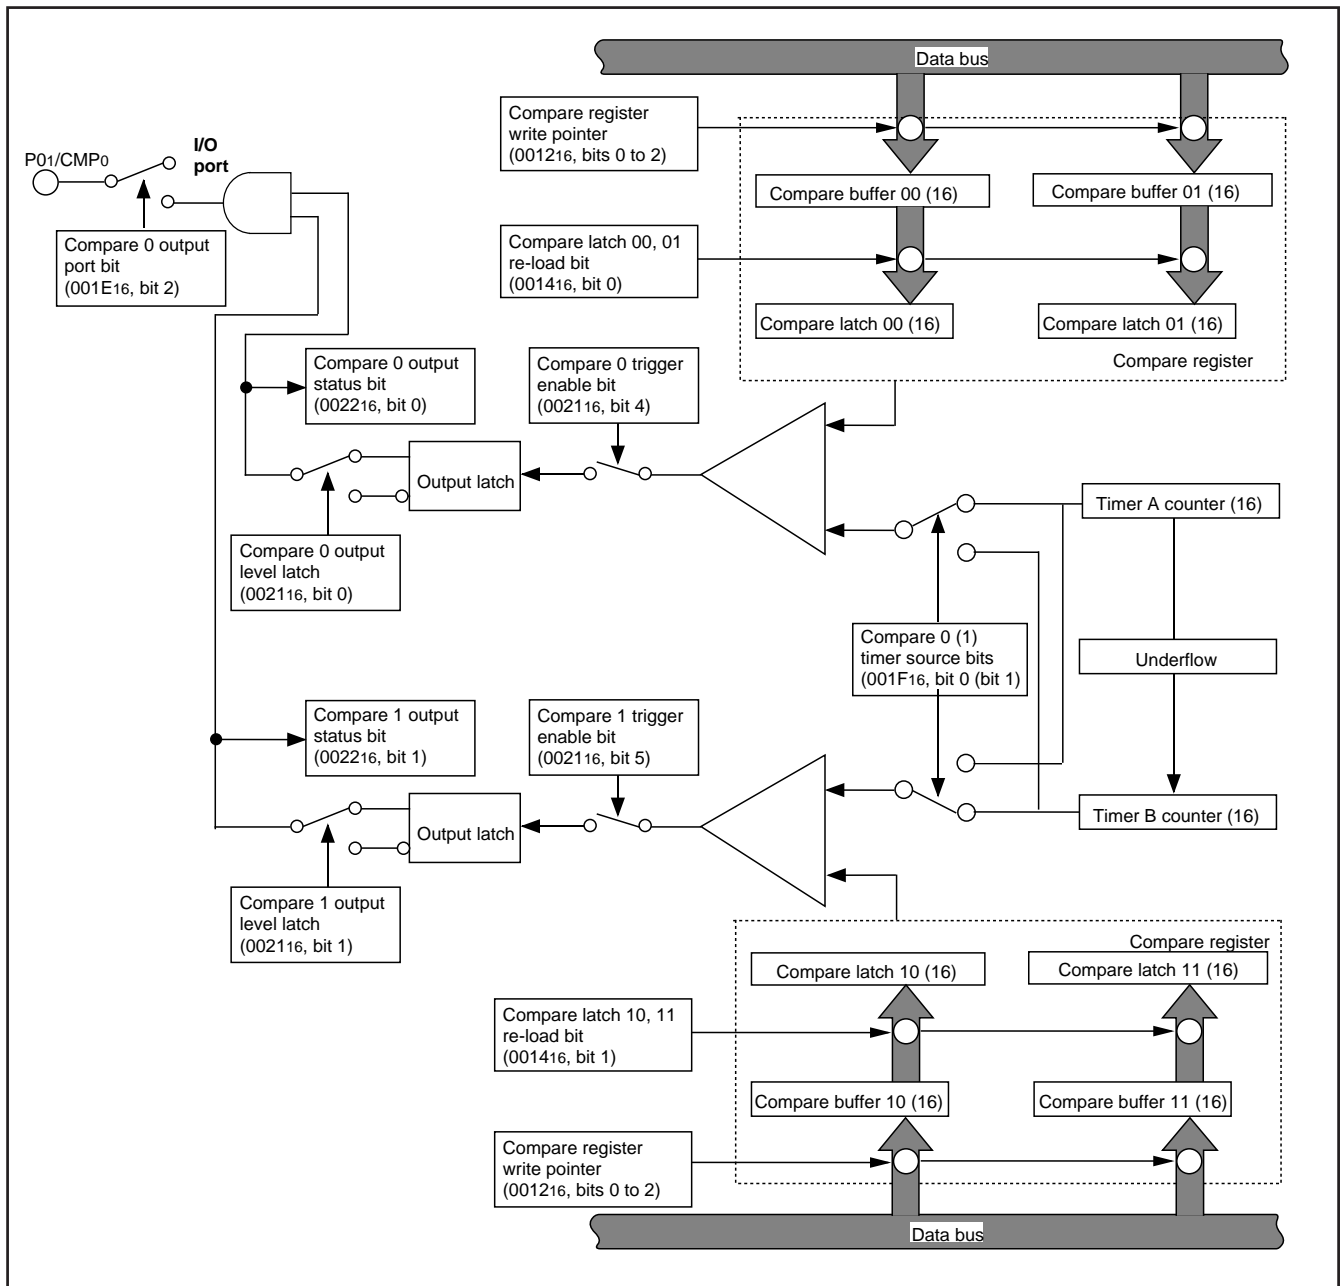 Data bus
Compare register
write pointer
(001216, bits 0 to 2)
P01/CMP0
I/O
port
Compare buffer 00 (16)
Compare buffer 01 (16)
Compare 0 output
port bit
(001E16, bit 2)
Compare latch 00, 01
re-load bit
(001416, bit 0)
Compare latch 00 (16)
Compare latch 01 (16)
Compare register
Compare 0 output
status bit
(002216, bit 0)
Compare 0 trigger
enable bit
(002116, bit 4)
Output latch
Timer A counter (16)
Compare 0 output
level latch
(002116, bit 0)
Compare 0 (1)
timer source bits
(001F16, bit 0 (bit 1)
Underflow
Compare 1 output
status bit
(002216, bit 1)
Compare 1 trigger
enable bit
(002116, bit 5)
Output latch
Timer B counter (16)
Compare 1 output
level latch
(002116, bit 1)
Compare register
Compare latch 10 (16)
Compare latch 11 (16)
Compare latch 10, 11
re-load bit
(001416, bit 1)
Compare buffer 10 (16)
Compare buffer 11 (16)
Compare register
write pointer
(001216, bits 0 to 2)
Data bus